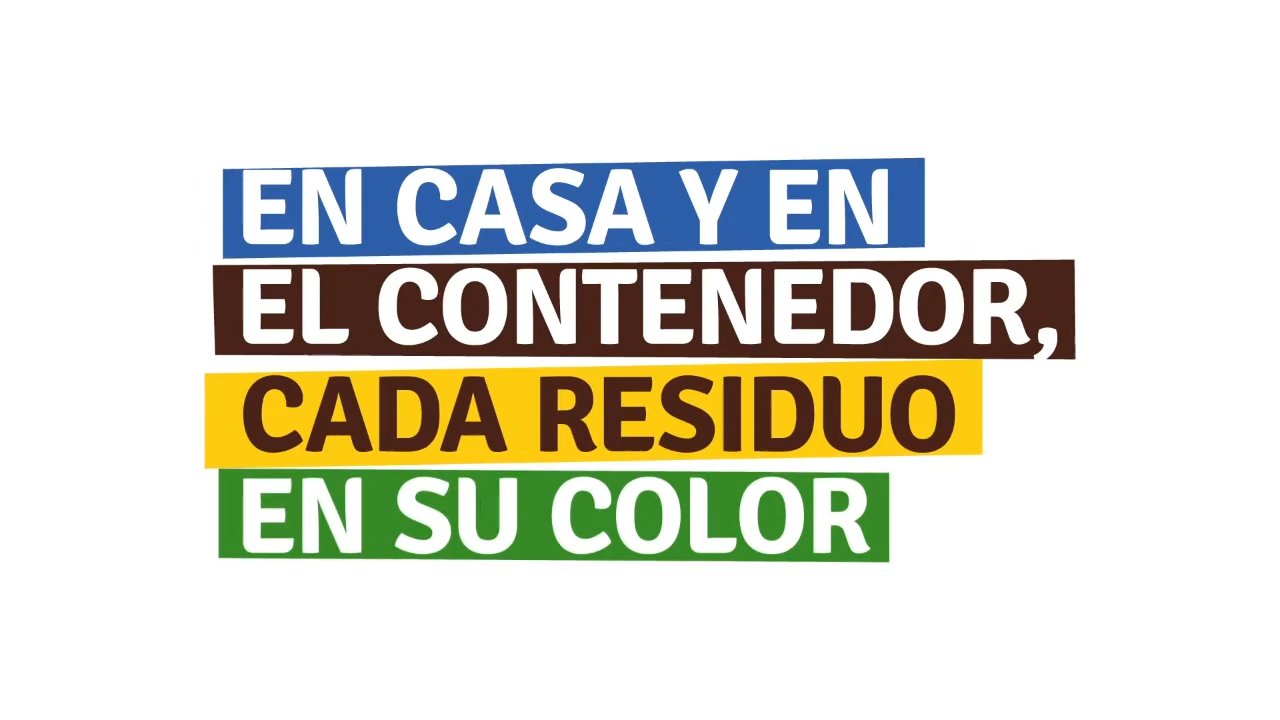 EN CASA Y EN
EL CONTENEDOR,
CADA RESIDUO
EN SU COLOR